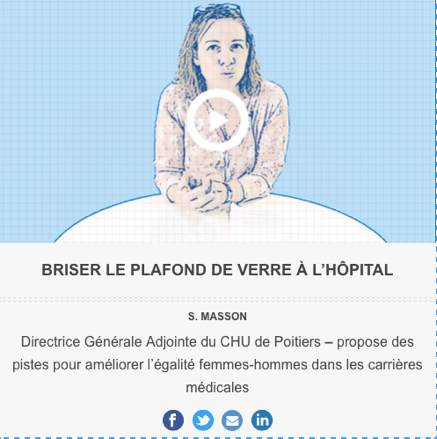 BRISER LE PLAFOND DE VERRE À L'HÔPITAL
S. MASSON
Directrice Générale Adjointe du CHU de Poitiers – propose des
pistes pour améliorer l'égalité femmes-hommes dans les carrières
médicales